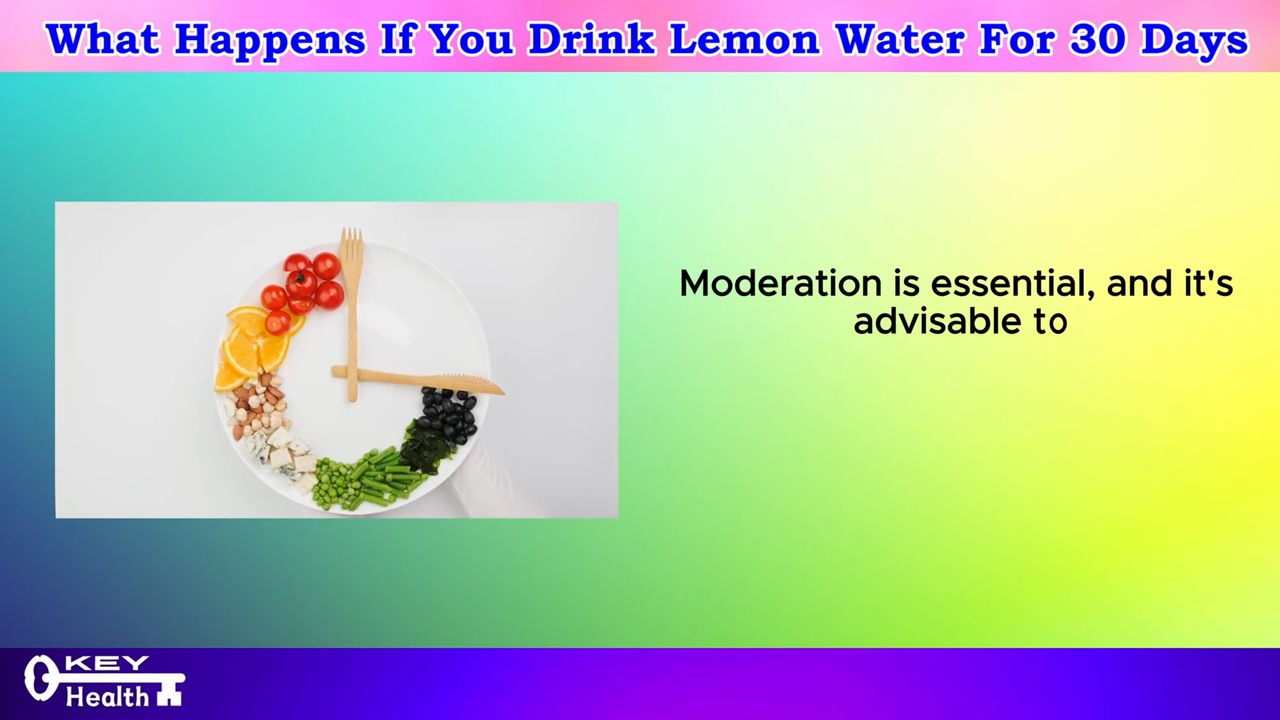 What Happens If You Drink Lemon Water For 30 Days
Moderation is essential, and it's
advisable to
KEY
Health